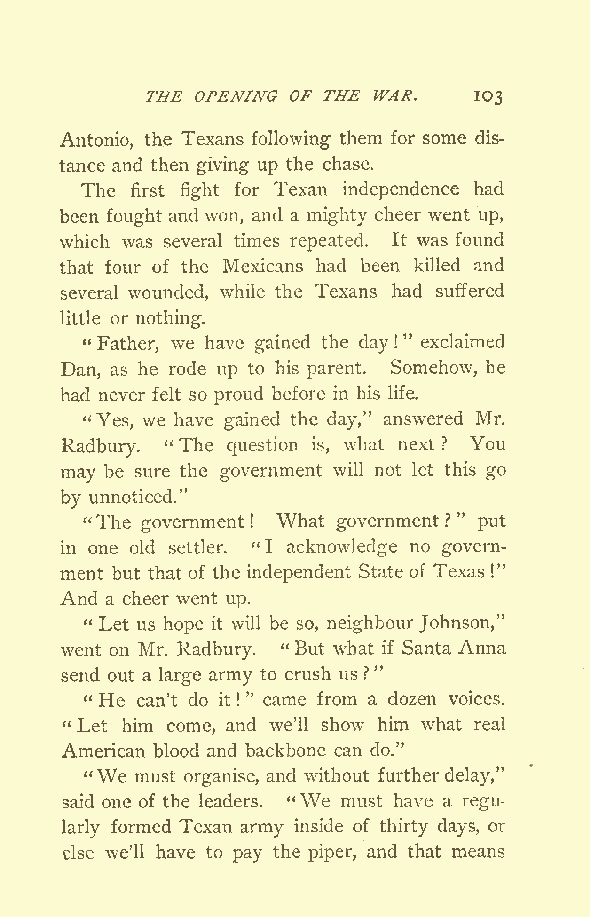 THE OPENING OF THE WAR. 103
Antonio, the Texans following them for some dis-
tance and then giving up the chase.
The first fight for Texan independence had
been fought and won, and a mighty cheer went up,
which was several times repeated. It was found
that four of the Mexicans had been killed and
several wounded, while the Texans had suffered
little or nothing.
"Father, we have gained the day!" exclaimed
Dan, as he rode up to his parent. Somehow, he
had never felt so proud before in his life.
"Yes, we have gained the day," answered Mr.
Radbury. "The question is, what next? You
may be sure the government will not let this go
by unnoticed."
"The government! What government?" put
in one old settler. "I acknowledge no govern-
ment but that of the independent State of Texas!"
And a cheer went up.
"Let us hope it will be so, neighbour Johnson,"
went on Mr. Radbury. "But what if Santa Anna
send out a large army to crush us?"
"He can't do it!" came from a dozen voices.
"Let him come, and we'll show him what real
American blood and backbone can do."
"We must organise, and without further delay,"
said one of the leaders. "We must have a regu-
larly formed Texan army inside of thirty days, or
else we'll have to pay the piper, and that means